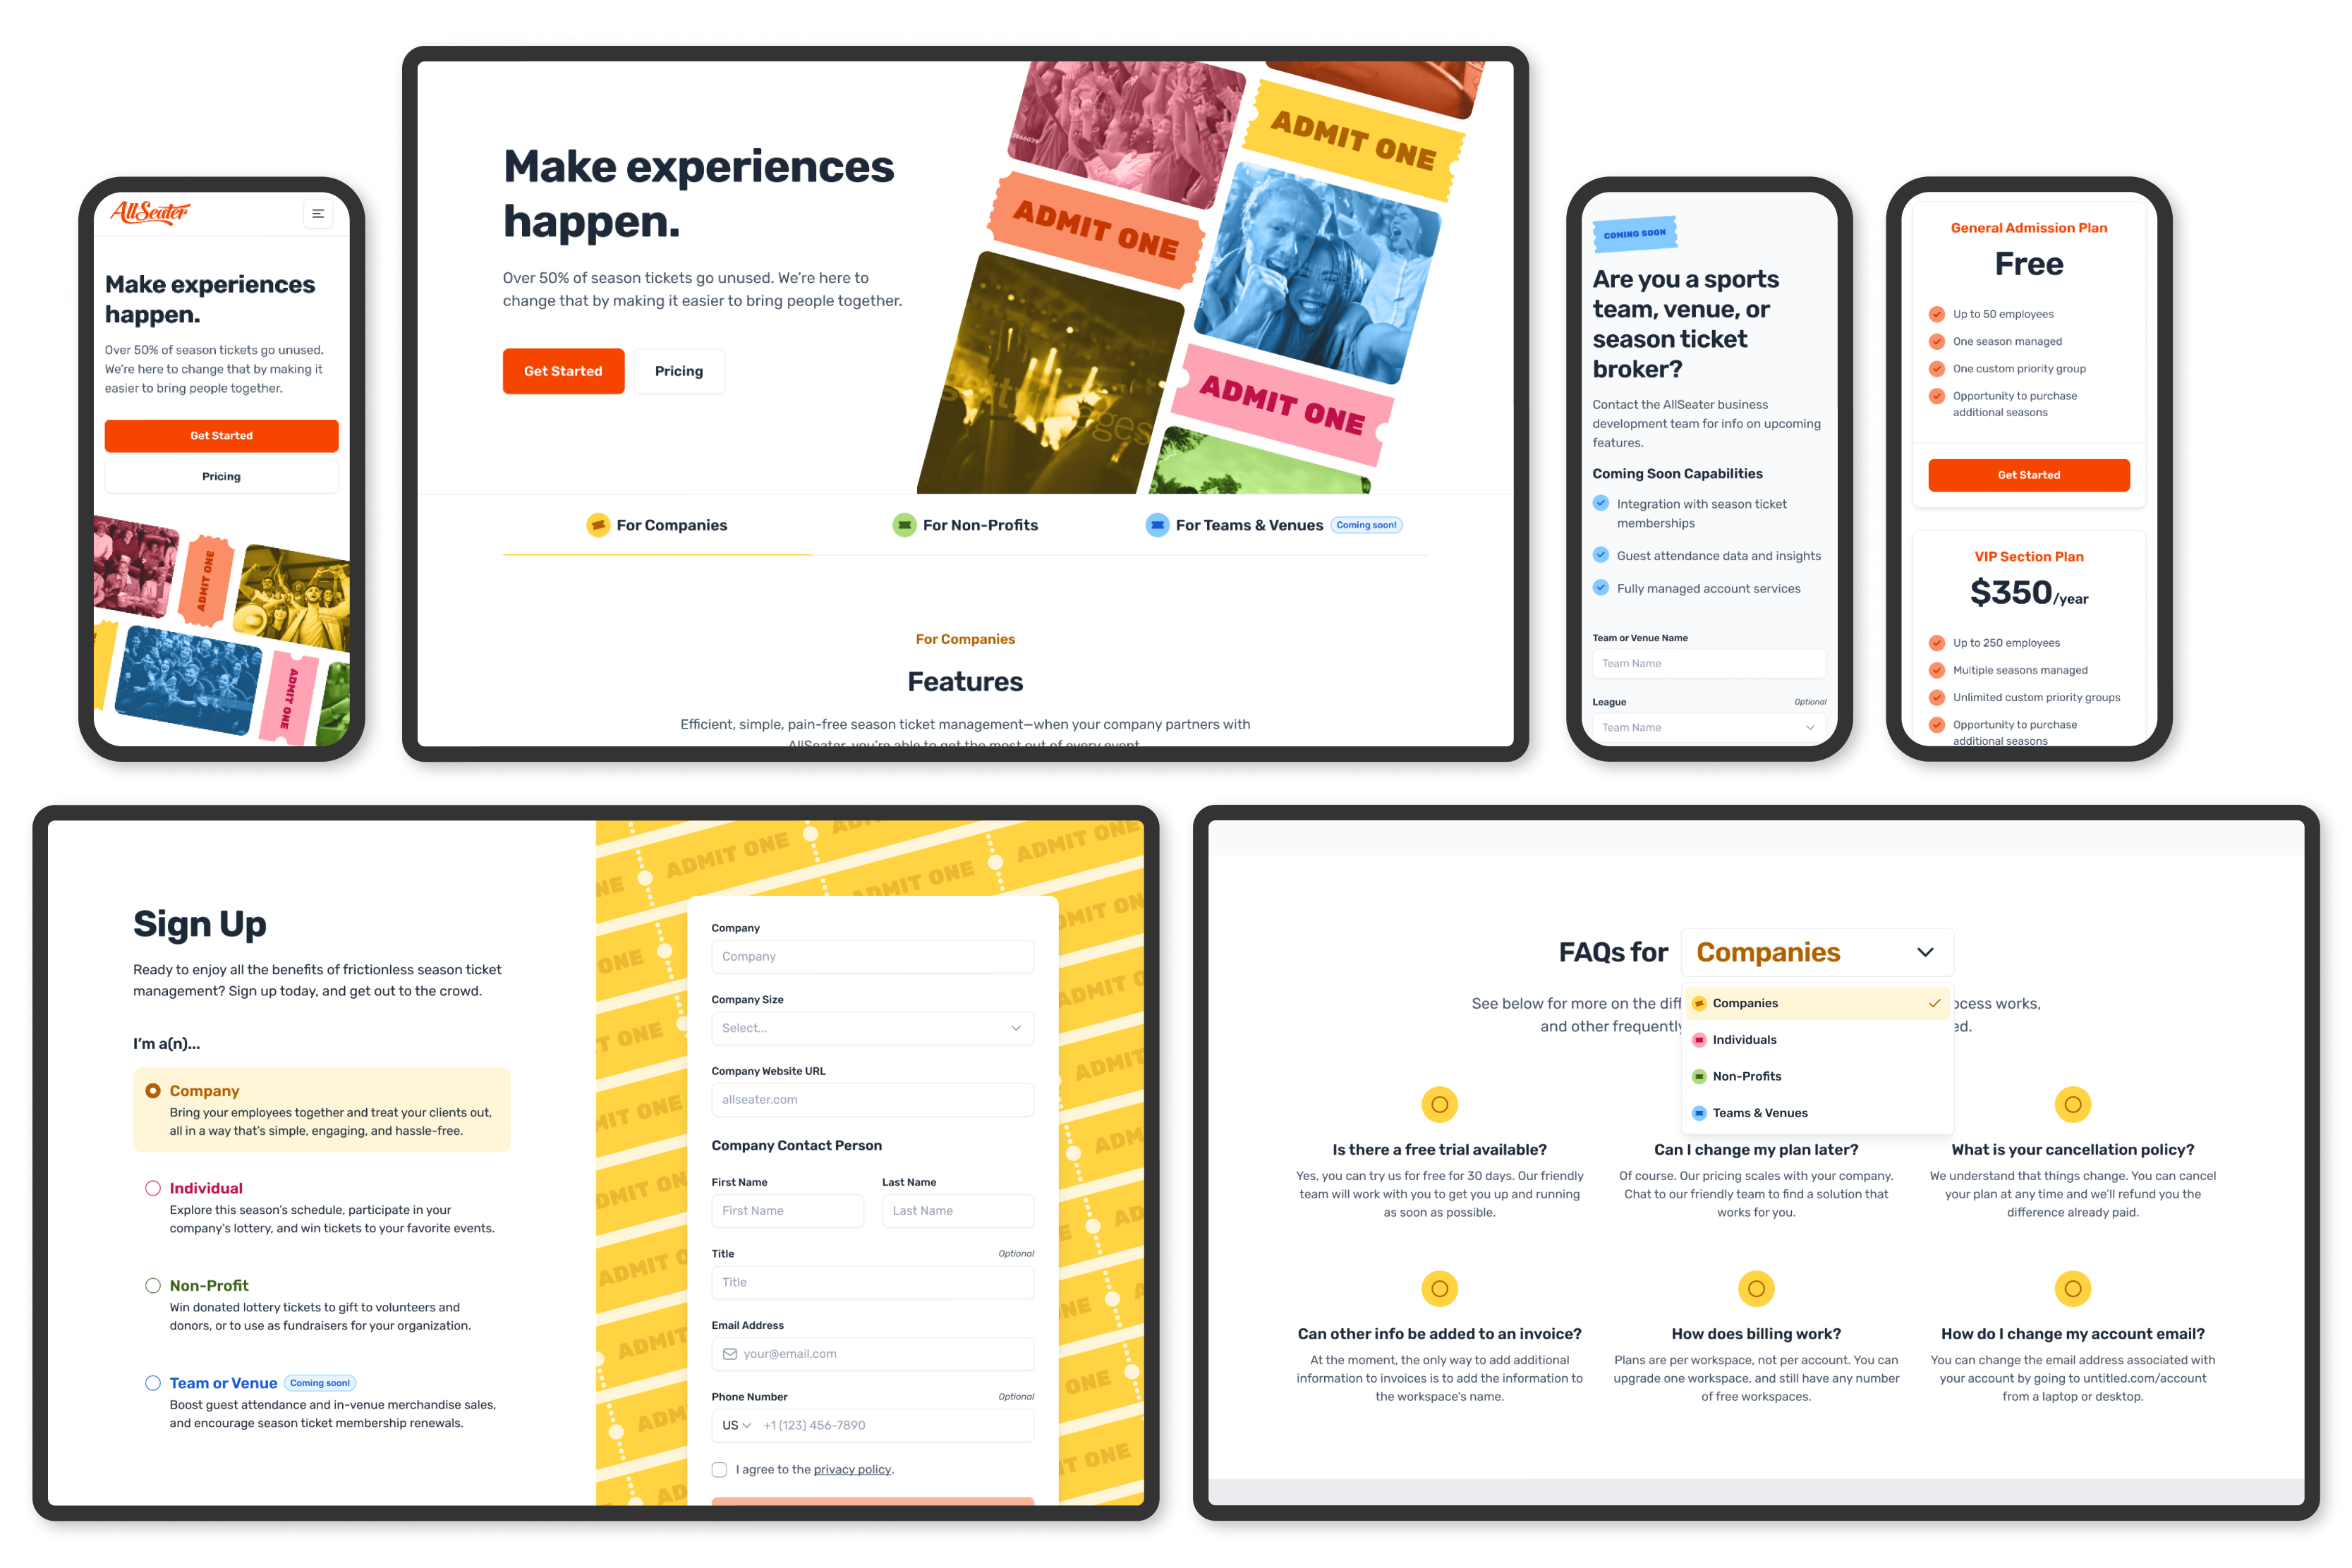 AllSeater
Make experiences
happen.
Over 50% of season tickets go unused.
We're here to change that by making it
easier to bring people together.
Get Started
Pricing
ADMIT ONE
ADMIT ONE
Make experiences
happen.
Over 50% of season tickets go unused. We're here to
change that by making it easier to bring people together.
Get Started
Pricing
3866039
ADMIT ONE
ADMIT ONE
ADMIT ONE
For Companies
For Non-Profits
For Teams & Venues Coming soon!
For Companies
Features
Efficient, simple, pain-free season ticket management—when your company partners with
AllSeater, you're able to get the most out of every event.
COMING SOON
Are you a sports
team, venue, or
season ticket
broker?
Contact the AllSeater business
development team for info on upcoming
features.
Coming Soon Capabilities
Integration with season ticket
memberships
Guest attendance data and insights
Fully managed account services
Team or Venue Name
Team Name
League Optional
Team Name
General Admission Plan
Free
Up to 50 employees
One season managed
One custom priority group
Opportunity to purchase
additional seasons
Get Started
VIP Section Plan
$350/year
Up to 250 employees
Multiple seasons managed
Unlimited custom priority groups
Opportunity to purchase
additional seasons
Sign Up
Ready to enjoy all the benefits of frictionless season ticket
management? Sign up today, and get out to the crowd.
I'm a(n)...
Company
Bring your employees together and treat your clients out,
all in a way that's simple, engaging, and hassle-free.
Individual
Explore this season's schedule, participate in your
company's lottery, and win tickets to your favorite events.
Non-Profit
Win donated lottery tickets to gift to volunteers and
donors, or to use as fundraisers for your organization.
Team or Venue Coming soon!
Boost guest attendance and in-venue merchandise sales,
and encourage season ticket membership renewals.
ADMIT ONE
ADMIT ONE
ADMIT ONE
Company
Company
Company Size
Select...
Company Website URL
allseater.com
Company Contact Person
First Name Last Name
First Name Last Name
Title Optional
Title
Email Address
your@email.com
Phone Number Optional
US +1 (123) 456-7890
I agree to the privacy policy.
FAQs for Companies
Companies
Individuals
Non-Profits
Teams & Venues
See below for more on the diff ocess works,
and other frequently ed.
Is there a free trial available?
Yes, you can try us for free for 30 days. Our friendly
team will work with you to get you up and running
as soon as possible.
Can I change my plan later?
Of course. Our pricing scales with your company.
Chat to our friendly team to find a solution that
works for you.
What is your cancellation policy?
We understand that things change. You can cancel
your plan at any time and we'll refund you the
difference already paid.
Can other info be added to an invoice?
At the moment, the only way to add additional
information to invoices is to add the information to
the workspace's name.
How does billing work?
Plans are per workspace, not per account. You can
upgrade one workspace, and still have any number
of free workspaces.
How do I change my account email?
You can change the email address associated with
your account by going to untitled.com/account
from a laptop or desktop.